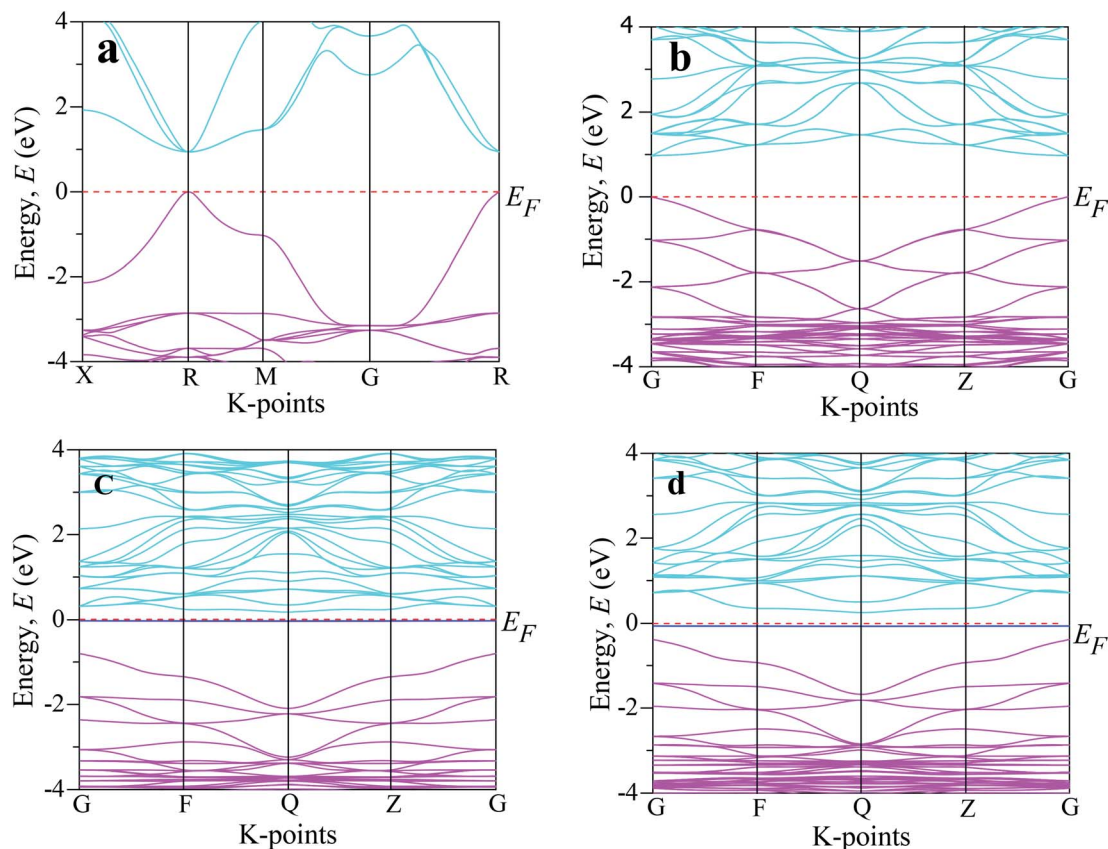 a
4
2
0
-2
-4
Energy, E (eV)
E_F
X R M G R
K-points
b
4
2
0
-2
-4
Energy, E (eV)
E_F
G F Q Z G
K-points
c
4
2
0
-2
-4
Energy, E (eV)
E_F
G F Q Z G
K-points
d
4
2
0
-2
-4
Energy, E (eV)
E_F
G F Q Z G
K-points